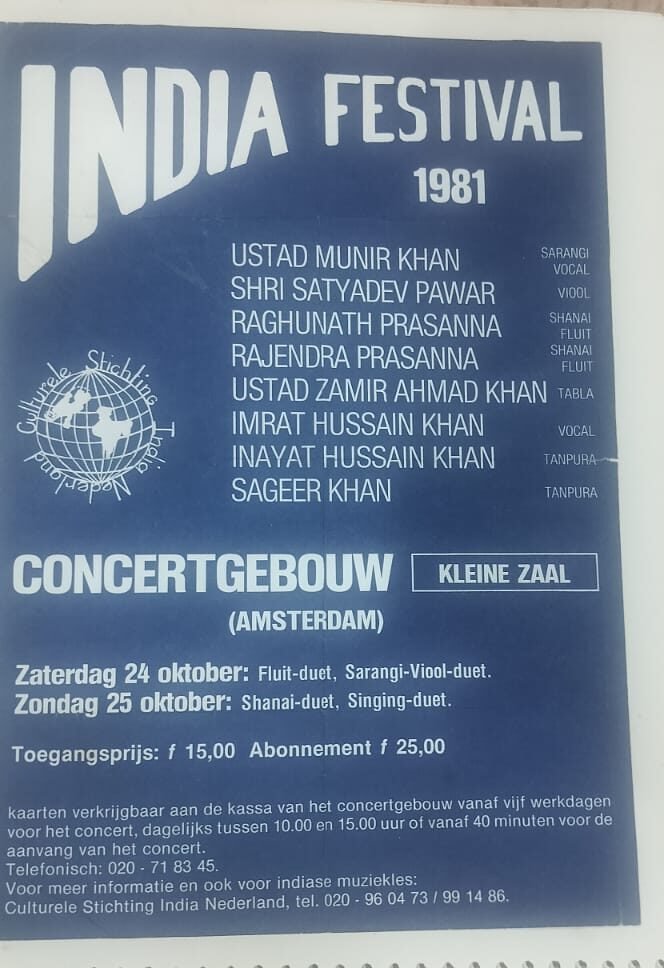 INDIA FESTIVAL
1981
USTAD MUNIR KHAN SARANGI VOCAL
SHRI SATYADEV PAWAR VIOOL
RAGHUNATH PRASANNA SHANAI FLUIT
RAJENDRA PRASANNA SHANAI FLUIT
USTAD ZAMIR AHMAD KHAN TABLA
IMRAT HUSSAIN KHAN VOCAL
INAYAT HUSSAIN KHAN TANPURA
SAGEER KHAN TANPURA
Culturele Stichting India Nederland
CONCERTGEBOUW KLEINE ZAAL
(AMSTERDAM)
Zaterdag 24 oktober: Fluit-duet, Sarangi-Viool-duet.
Zondag 25 oktober: Shanai-duet, Singing-duet.
Toegangsprijs: f 15,00 Abonnement f 25,00
kaarten verkrijgbaar aan de kassa van het concertgebouw vanaf vijf werkdagen
voor het concert, dagelijks tussen 10.00 en 15.00 uur of vanaf 40 minuten voor de
aanvang van het concert.
Telefonisch: 020 - 71 83 45.
Voor meer informatie en ook voor indiase muziekles:
Culturele Stichting India Nederland, tel. 020 - 96 04 73 / 99 14 86.